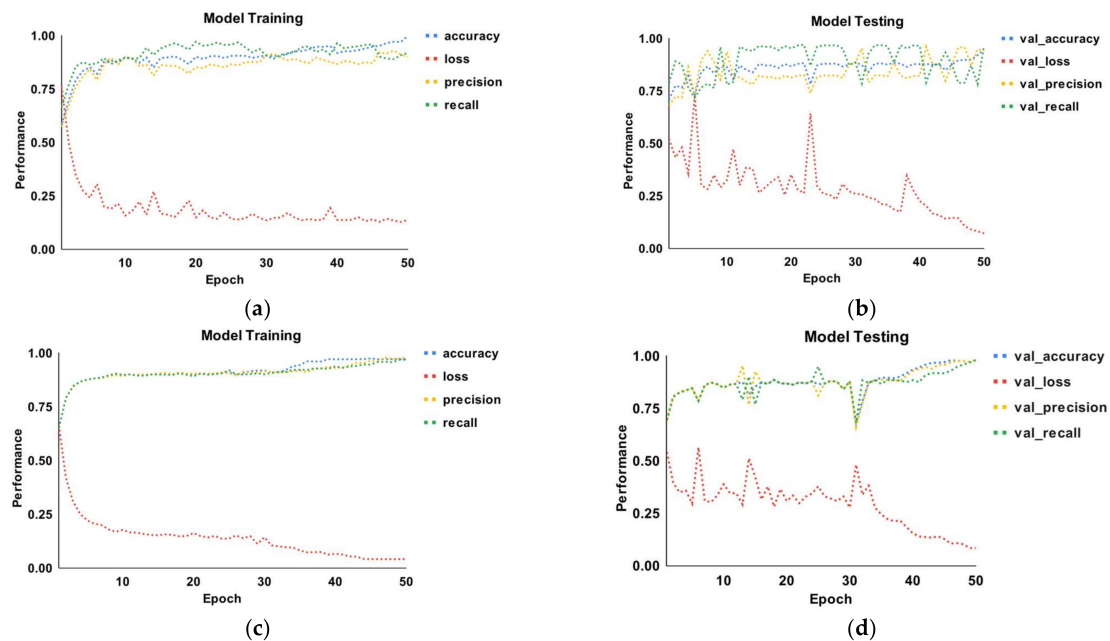 Model Training
1.00
0.75
0.50
0.25
0.00
Performance
10
20
30
40
50
Epoch
accuracy
loss
precision
recall
(a)
Model Testing
1.00
0.75
0.50
0.25
0.00
Performance
10
20
30
40
50
Epoch
val_accuracy
val_loss
val_precision
val_recall
(b)
Model Training
1.00
0.75
0.50
0.25
0.00
Performance
10
20
30
40
50
Epoch
accuracy
loss
precision
recall
(c)
Model Testing
1.00
0.75
0.50
0.25
0.00
Performance
10
20
30
40
50
Epoch
val_accuracy
val_loss
val_precision
val_recall
(d)